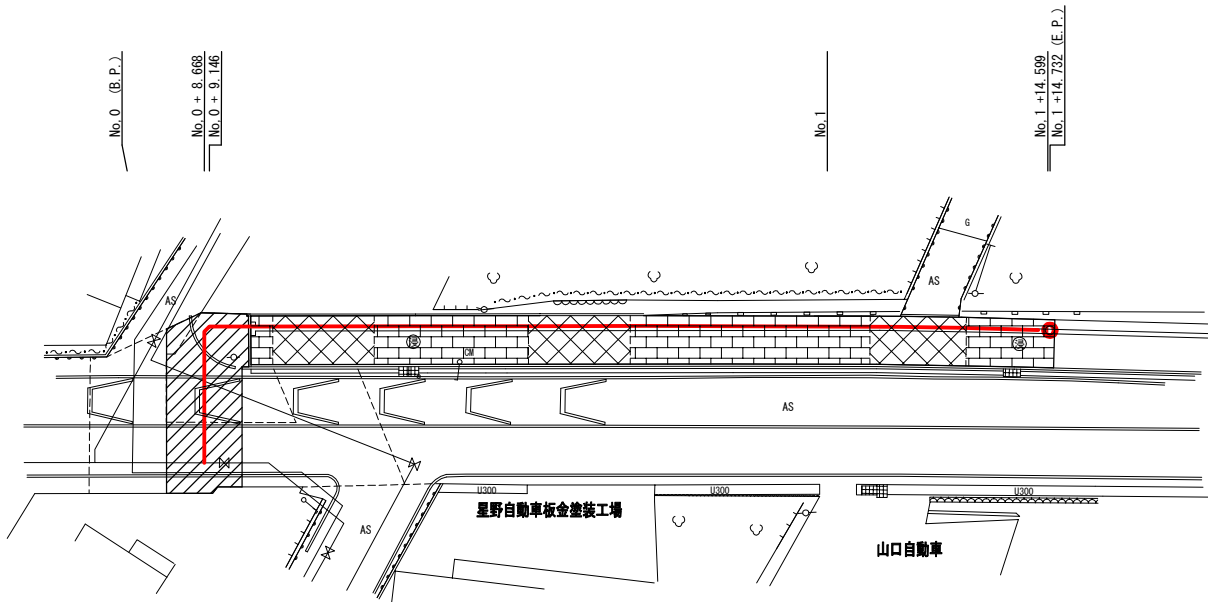 No.0 (B.P.)
No.0 + 8.668
No.0 + 9.146
No.1
No.1 +14.599
No.1 +14.732 (E.P.)
G
AS
AS
CM
AS
U300
U300
U300
星野自動車板金塗装工場
AS
山口自動車